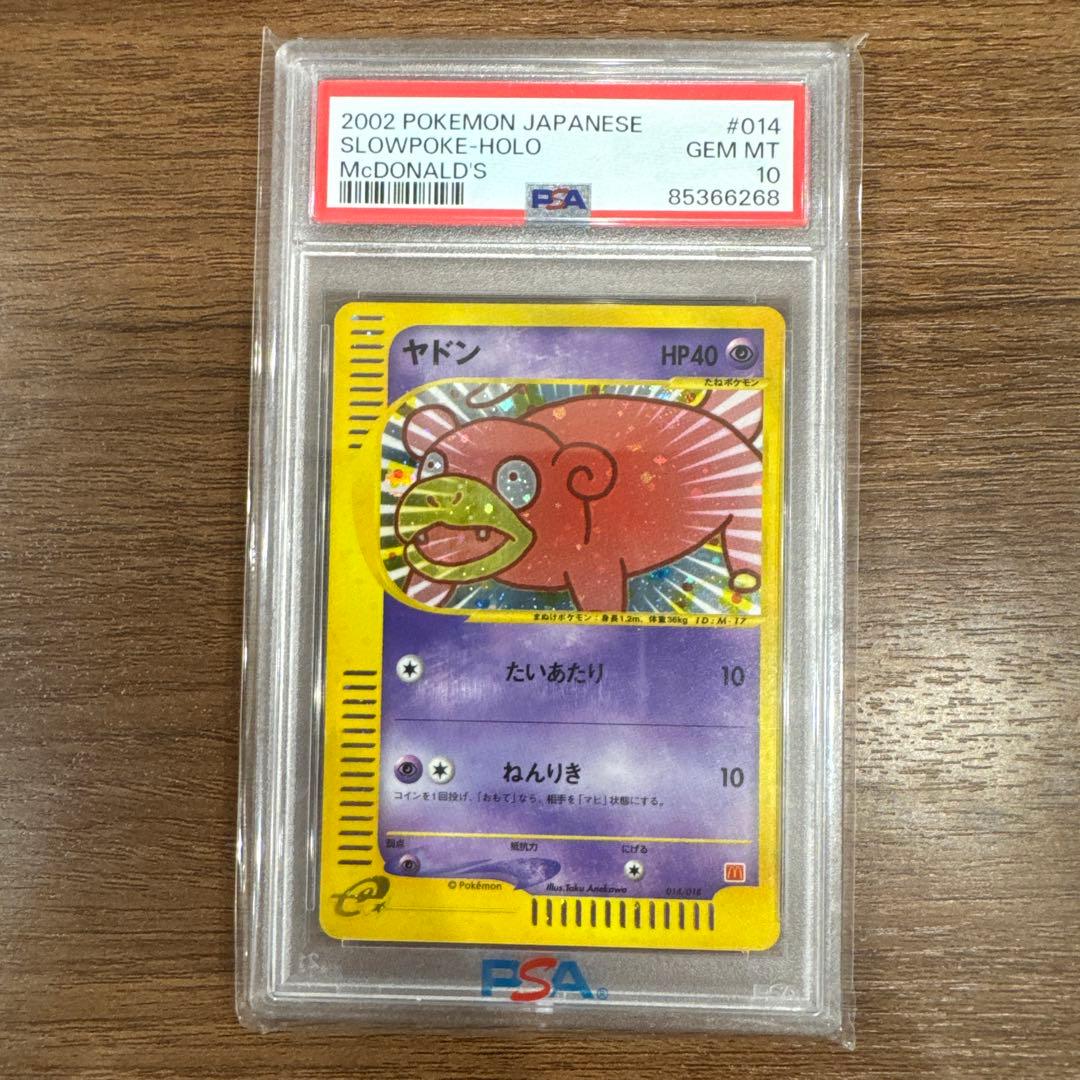 2002 POKEMON JAPANESE #014
SLOWPOKE-HOLO GEM MT
McDONALD'S 10
PSA 85366268
ヤドン HP40
たねポケモン
まぬけポケモン:身長1.2m、体重36kg ID:M-17
たいあたり 10
ねんりき 10
コインを1回投げ、「おもて」なら、相手を「マヒ」状態にする。
弱点 抵抗力 にげる
©Pokémon Illus.Taku Anekawa 014/018
e
PSA®